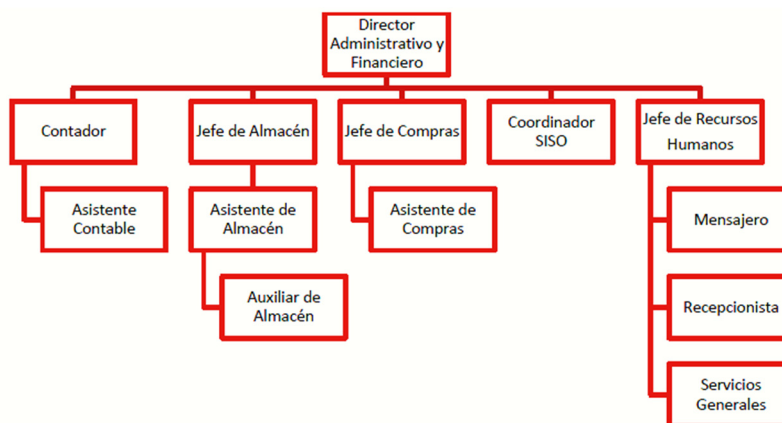 Director
Administrativo y
Financiero
Contador
Jefe de Almacén
Jefe de Compras
Coordinador
SISO
Jefe de Recursos
Humanos
Asistente
Contable
Asistente de
Almacén
Asistente de
Compras
Mensajero
Auxiliar de
Almacén
Recepcionista
Servicios
Generales